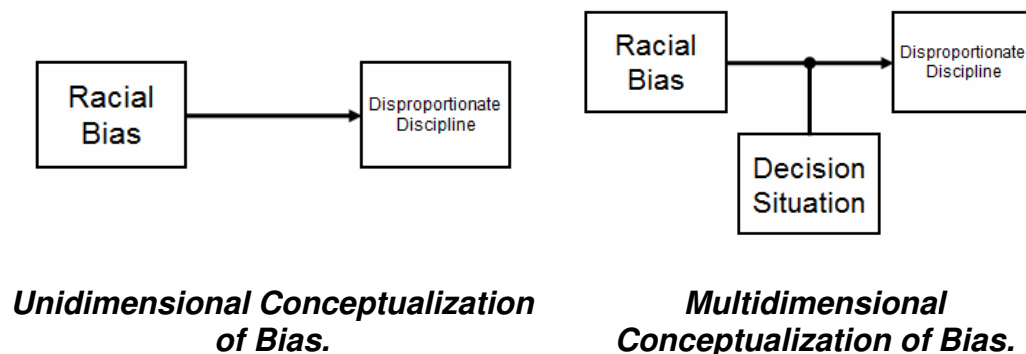 Racial
Bias
Disproportionate
Discipline
Unidimensional Conceptualization
of Bias.
Racial
Bias
Disproportionate
Discipline
Decision
Situation
Multidimensional
Conceptualization of Bias.